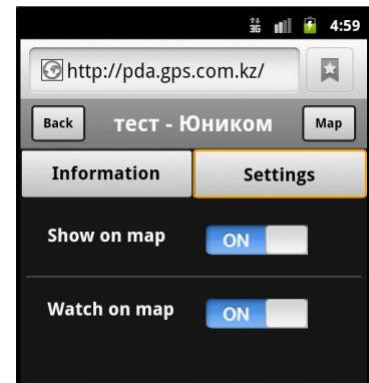 3G 4:59
http://pda.gps.com.kz/
Back тест - Юником Map
Information Settings
Show on map ON
Watch on map ON